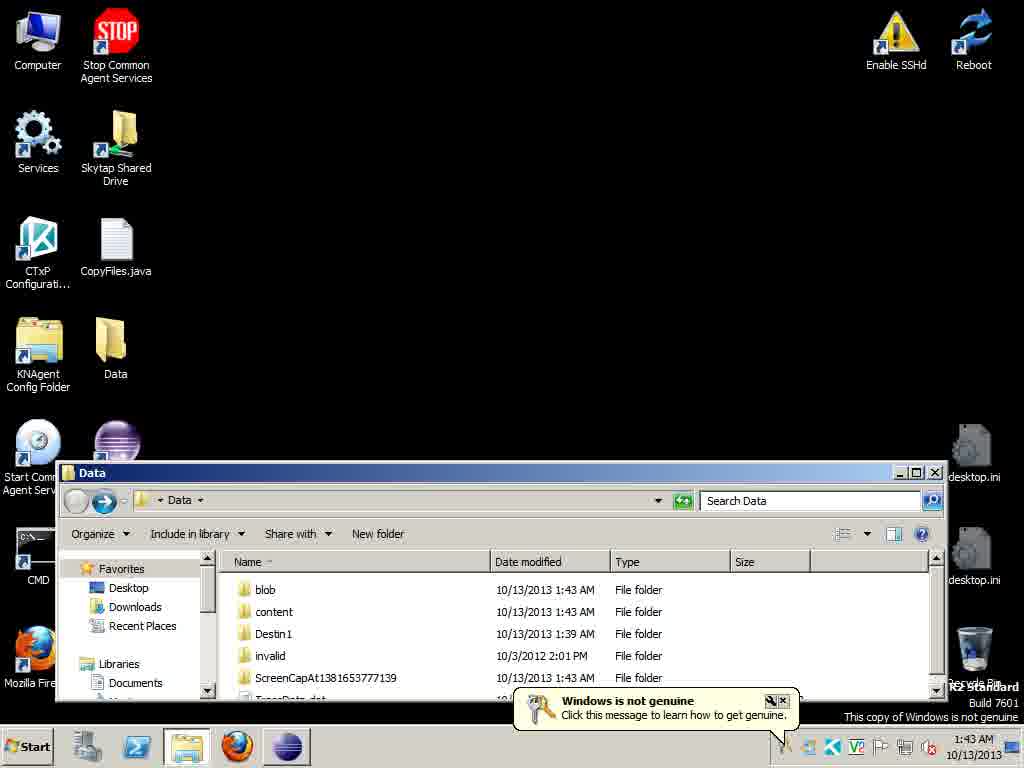 Computer
STOP
Stop Common
Agent Services
Enable SSHd
Reboot
Services
Skytap Shared
Drive
CTxP
Configurati...
CopyFiles.java
KNAgent
Config Folder
Data
Start Com
Agent Serv
desktop.ini
CMD
desktop.ini
Mozilla Fire
Data
Data
Search Data
Organize
Include in library
Share with
New folder
Favorites
Desktop
Downloads
Recent Places
Libraries
Documents
Name
Date modified
Type
Size
blob
10/13/2013 1:43 AM
File folder
content
10/13/2013 1:43 AM
File folder
Destin1
10/13/2013 1:39 AM
File folder
invalid
10/3/2012 2:01 PM
File folder
ScreenCapAt1381653777139
10/13/2013 1:43 AM
File folder
Windows is not genuine
Click this message to learn how to get genuine.
Recycle Bin
R2 Standard
Build 7601
This copy of Windows is not genuine
Start
1:43 AM
10/13/2013